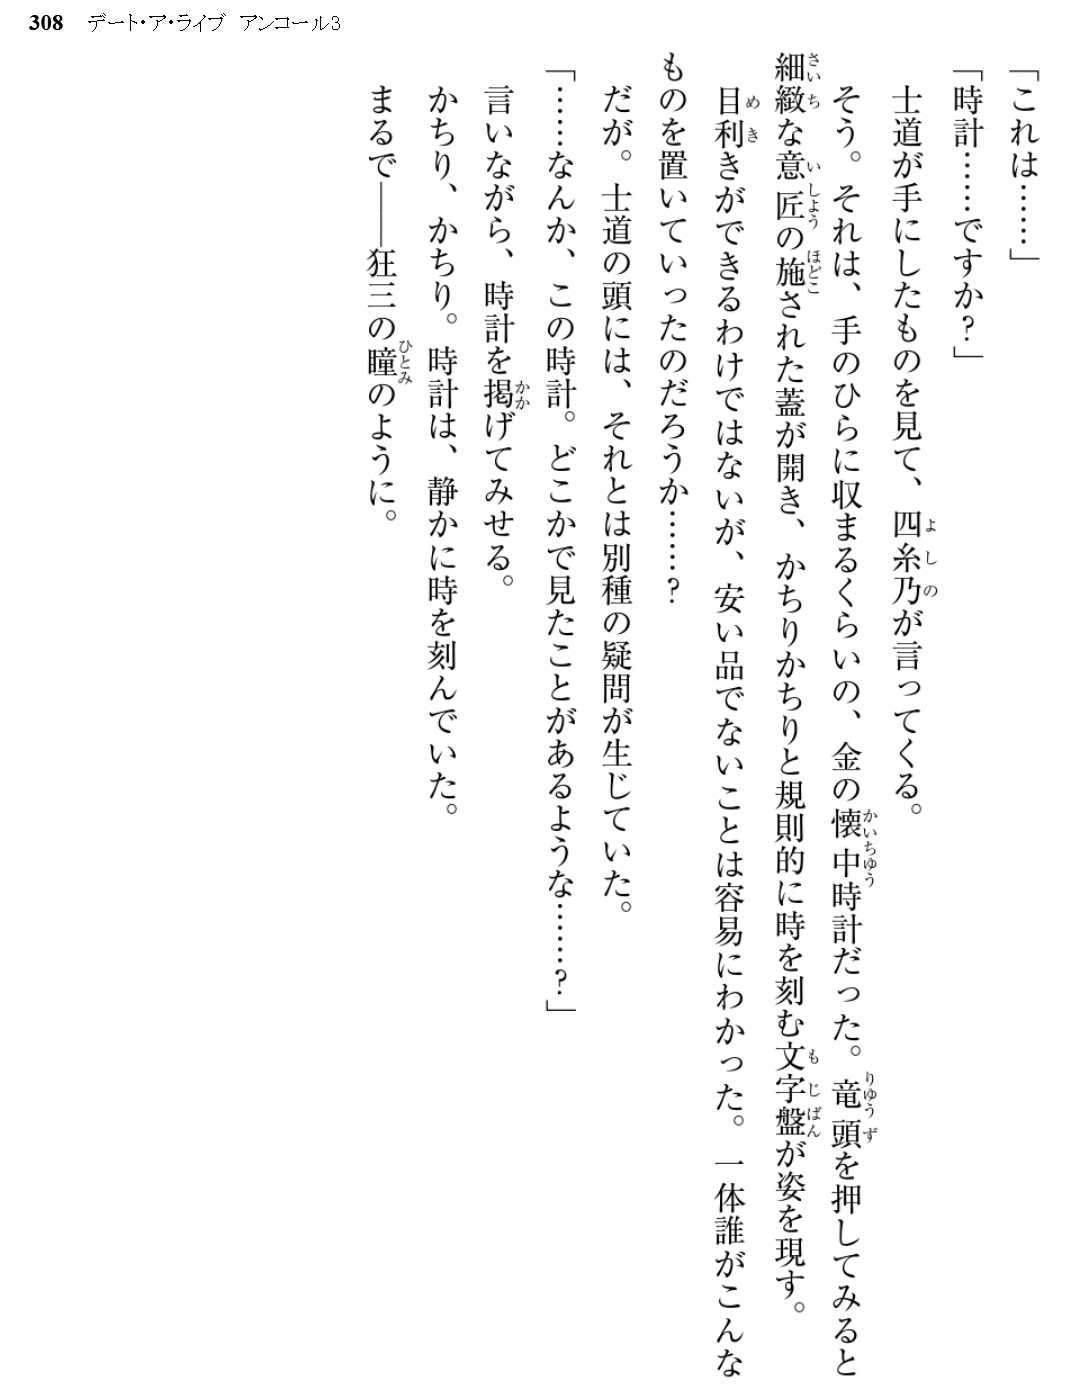 308 デート・ア・ライブ アンコール3
「これは……」
「時計……ですか？」
士道が手にしたものを見て、四糸乃が言ってくる。
そう。それは、手のひらに収まるくらいの、金の懐中時計だった。竜頭を押してみると
細緻な意匠の施された蓋が開き、かちりかちりと規則的に時を刻む文字盤が姿を現す。
目利きができるわけではないが、安い品でないことは容易にわかった。一体誰がこんな
ものを置いていったのだろうか……？
だが。士道の頭には、それとは別種の疑問が生じていた。
「……なんか、この時計。どこかで見たことがあるような……？」
言いながら、時計を掲げてみせる。
かちり、かちり。時計は、静かに時を刻んでいた。
まるで――狂三の瞳のように。